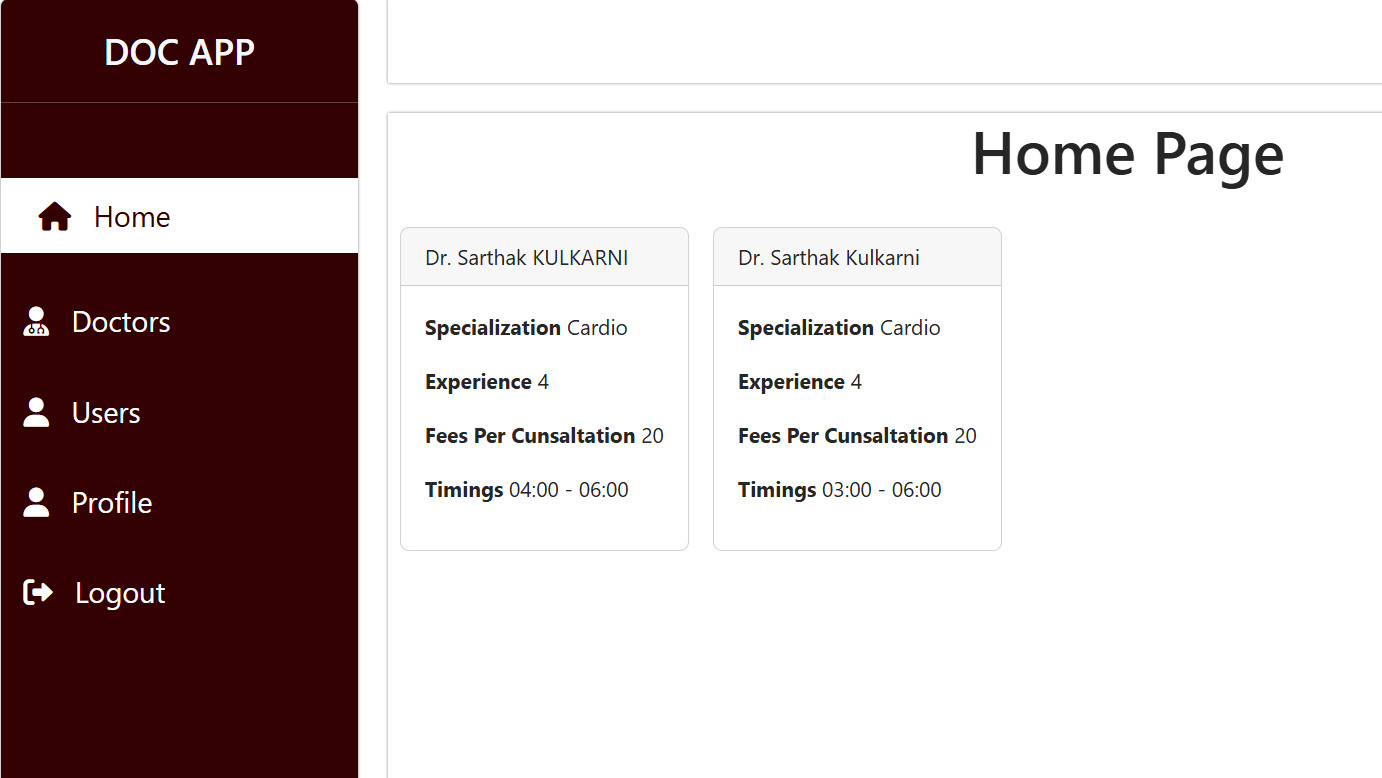 DOC APP
Home
Doctors
Users
Profile
Logout
Home Page
Dr. Sarthak KULKARNI
Specialization Cardio
Experience 4
Fees Per Cunsaltation 20
Timings 04:00 - 06:00
Dr. Sarthak Kulkarni
Specialization Cardio
Experience 4
Fees Per Cunsaltation 20
Timings 03:00 - 06:00